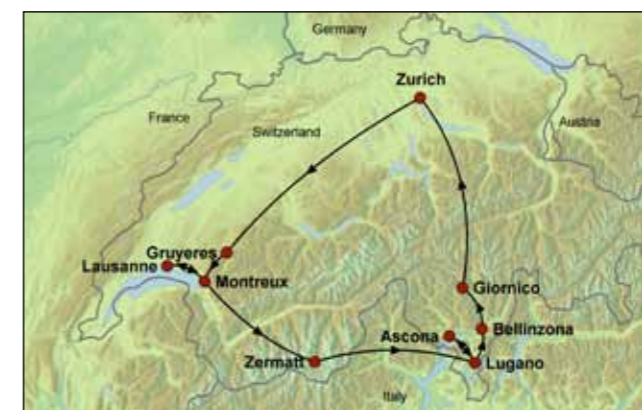 Germany
Zurich
France
Switzerland
Austria
Gruyeres
Lausanne
Montreux
Giornico
Ascona
Bellinzona
Zermatt
Lugano
Italy